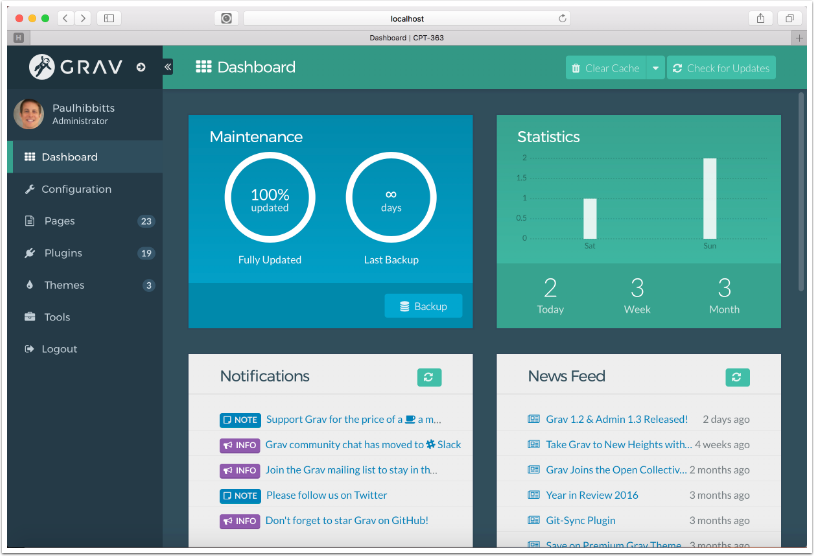 localhost
Dashboard | CPT-363
GRAV
Dashboard
Clear Cache
Check for Updates
Paulhibbitts
Administrator
Dashboard
Configuration
Pages 23
Plugins 19
Themes 3
Tools
Logout
Maintenance
100%
updated
∞
days
Fully Updated
Last Backup
Backup
Statistics
2
1.5
1
0.5
0
Sat
Sun
2
3
3
Today
Week
Month
Notifications
NOTE Support Grav for the price of a a m...
INFO Grav community chat has moved to Slack
INFO Join the Grav mailing list to stay in th...
NOTE Please follow us on Twitter
INFO Don't forget to star Grav on GitHub!
News Feed
Grav 1.2 & Admin 1.3 Released! 2 days ago
Take Grav to New Heights with... 4 weeks ago
Grav Joins the Open Collectiv... 2 months ago
Year in Review 2016 3 months ago
Git-Sync Plugin 3 months ago
Save on Premium Grav Theme... 3 months ago